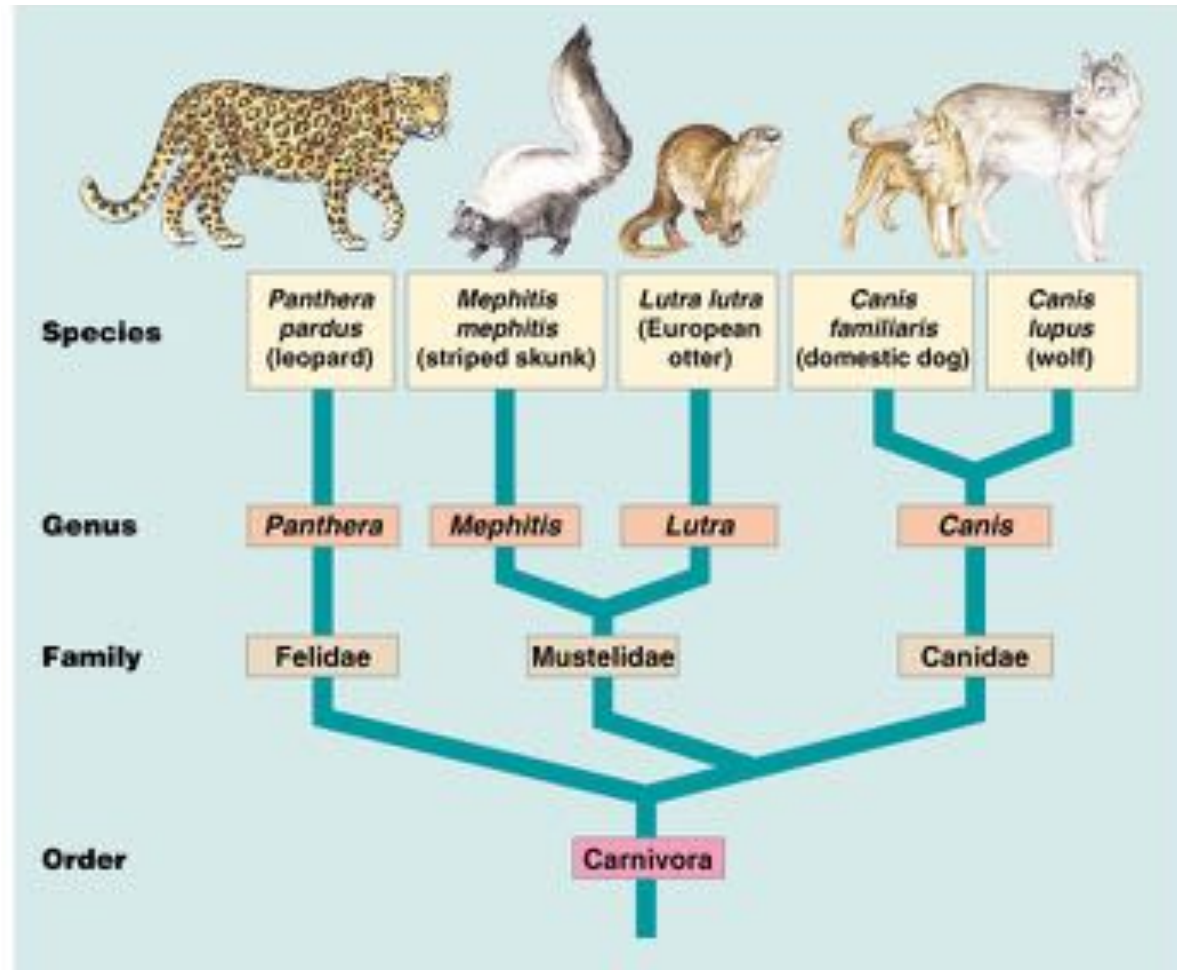 Species
Panthera
pardus
(leopard)
Mephitis
mephitis
(striped skunk)
Lutra lutra
(European
otter)
Canis
familiaris
(domestic dog)
Canis
lupus
(wolf)
Genus
Panthera
Mephitis
Lutra
Canis
Family
Felidae
Mustelidae
Canidae
Order
Carnivora